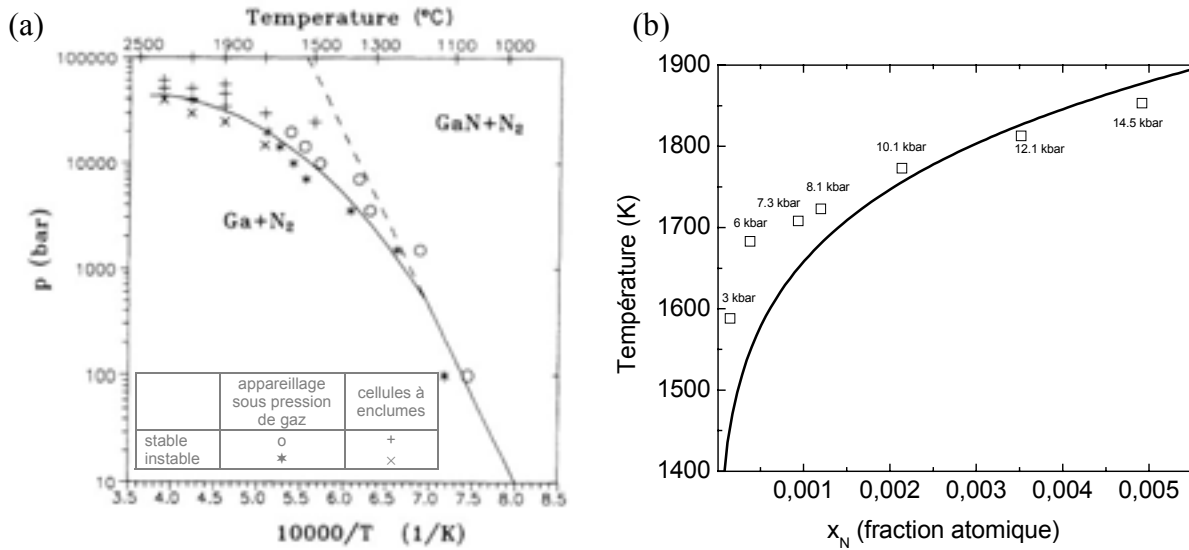 (a)
Temperature (°C)
2500 1900 1500 1300 1100 1000
100000
10000
1000
100
10
p (bar)
GaN+N₂
Ga+N₂
appareillage sous pression de gaz
cellules à enclumes
stable o +
instable * ×
3.5 4.0 4.5 5.0 5.5 6.0 6.5 7.0 7.5 8.0 8.5
10000/T (1/K)
(b)
1900
1800
1700
1600
1500
1400
Température (K)
14.5 kbar
12.1 kbar
10.1 kbar
8.1 kbar
7.3 kbar
6 kbar
3 kbar
0,001 0,002 0,003 0,004 0,005
x_N (fraction atomique)